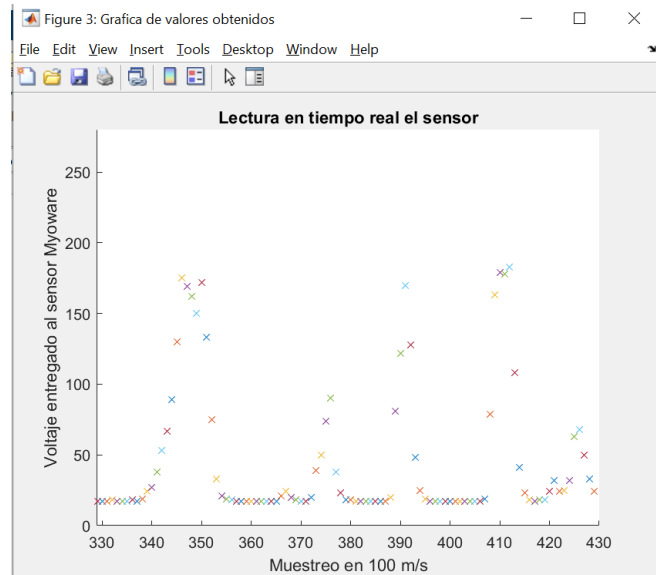 Figure 3: Grafica de valores obtenidos
File Edit View Insert Tools Desktop Window Help
Lectura en tiempo real el sensor
Voltaje entregado al sensor Myoware
250
200
150
100
50
0
330 340 350 360 370 380 390 400 410 420 430
Muestreo en 100 m/s